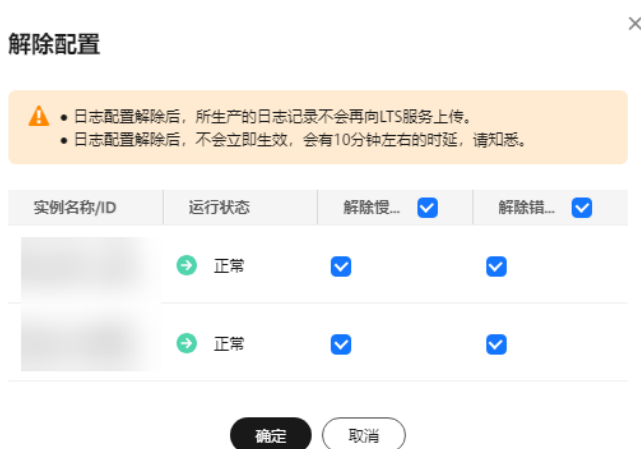 解除配置
● 日志配置解除后，所生产的日志记录不会再向LTS服务上传。
● 日志配置解除后，不会立即生效，会有10分钟左右的时延，请知悉。
实例名称/ID 运行状态 解除慢... 解除错...
正常
正常
确定 取消